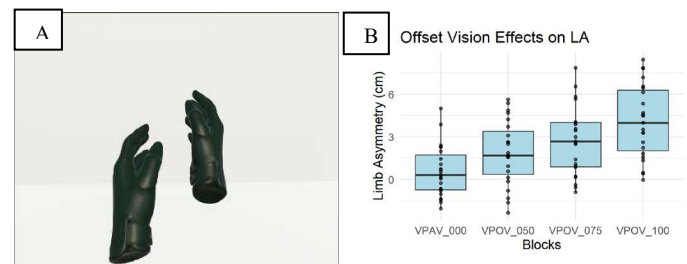 A
B
Offset Vision Effects on LA
Limb Asymmetry (cm)
6
3
0
VPAV_000 VPOV_050 VPOV_075 VPOV_100
Blocks